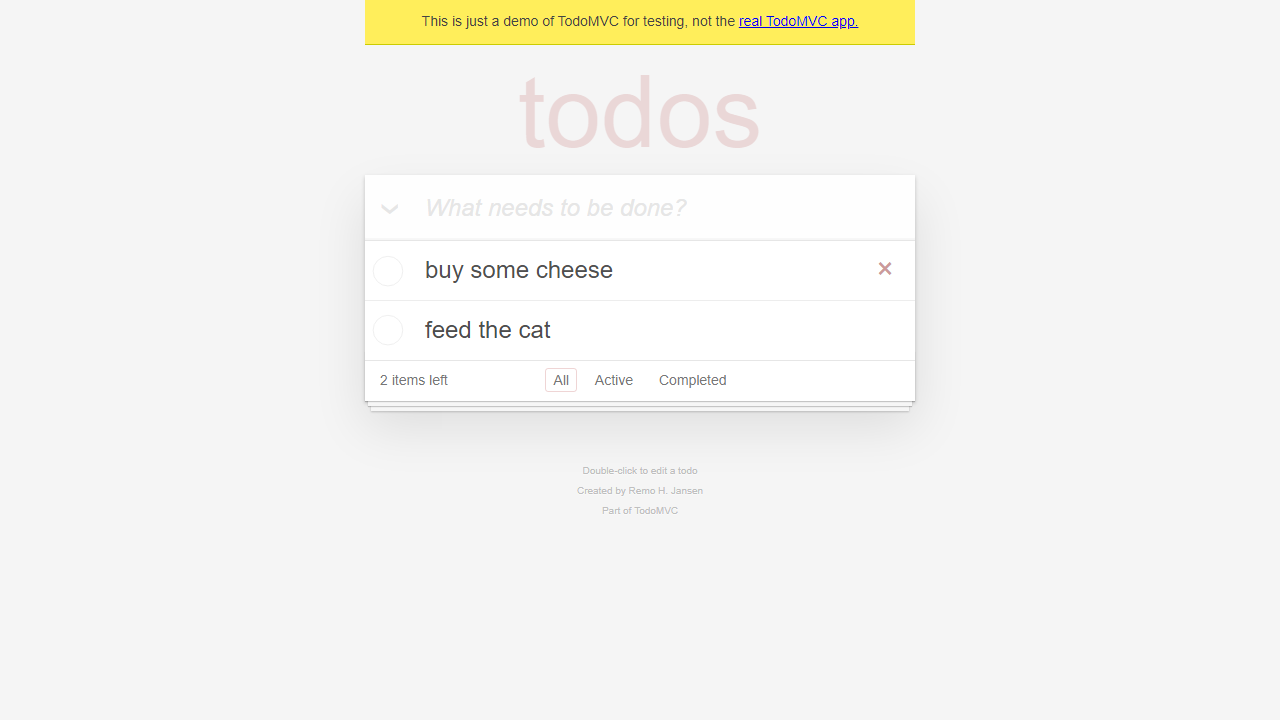 This is just a demo of TodoMVC for testing, not the real TodoMVC app.
todos
What needs to be done?
buy some cheese
feed the cat
2 items left All Active Completed
Double-click to edit a todo
Created by Remo H. Jansen
Part of TodoMVC